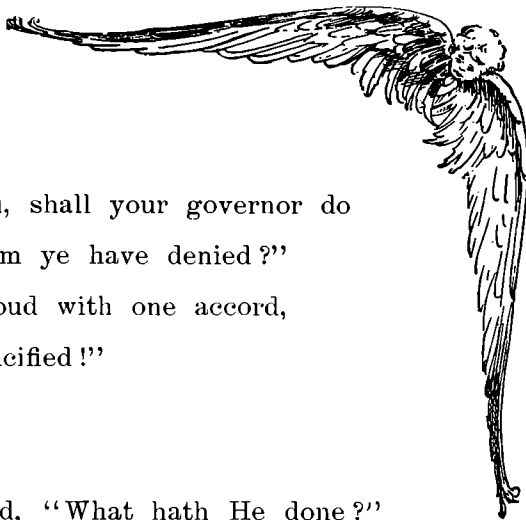 , shall your governor do
m ye have denied?”
oud with one accord,
cified!”
d, “What hath He done?”